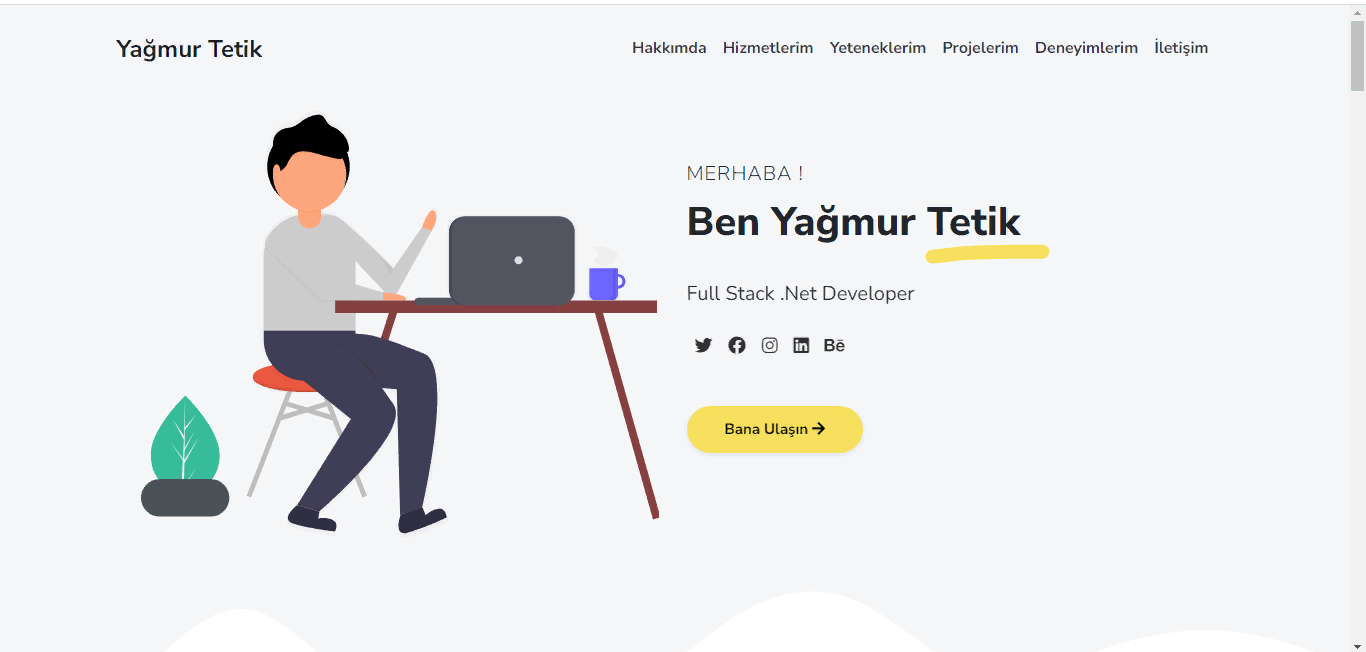 Yağmur Tetik
Hakkımda Hizmetlerim Yeteneklerim Projelerim Deneyimlerim İletişim
MERHABA !
Ben Yağmur Tetik
Full Stack .Net Developer
Bē
Bana Ulaşın